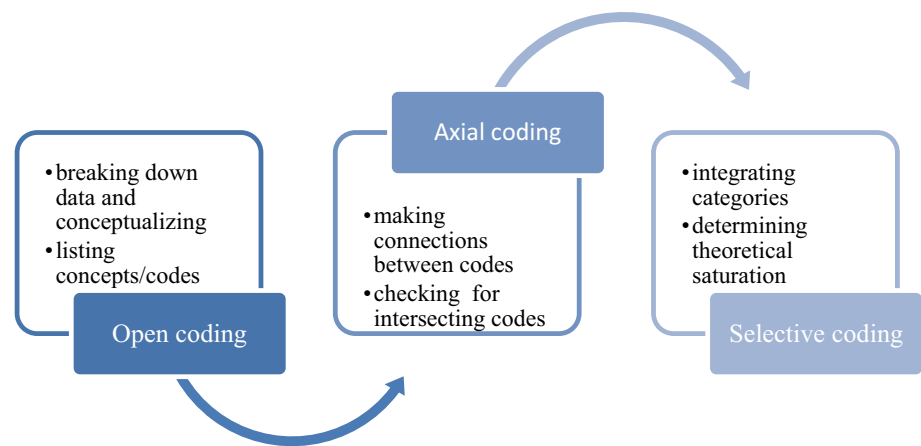 •breaking down
data and
conceptualizing
•listing
concepts/codes
Open coding
Axial coding
•making
connections
between codes
•checking for
intersecting codes
•integrating
categories
•determining
theoretical
saturation
Selective coding